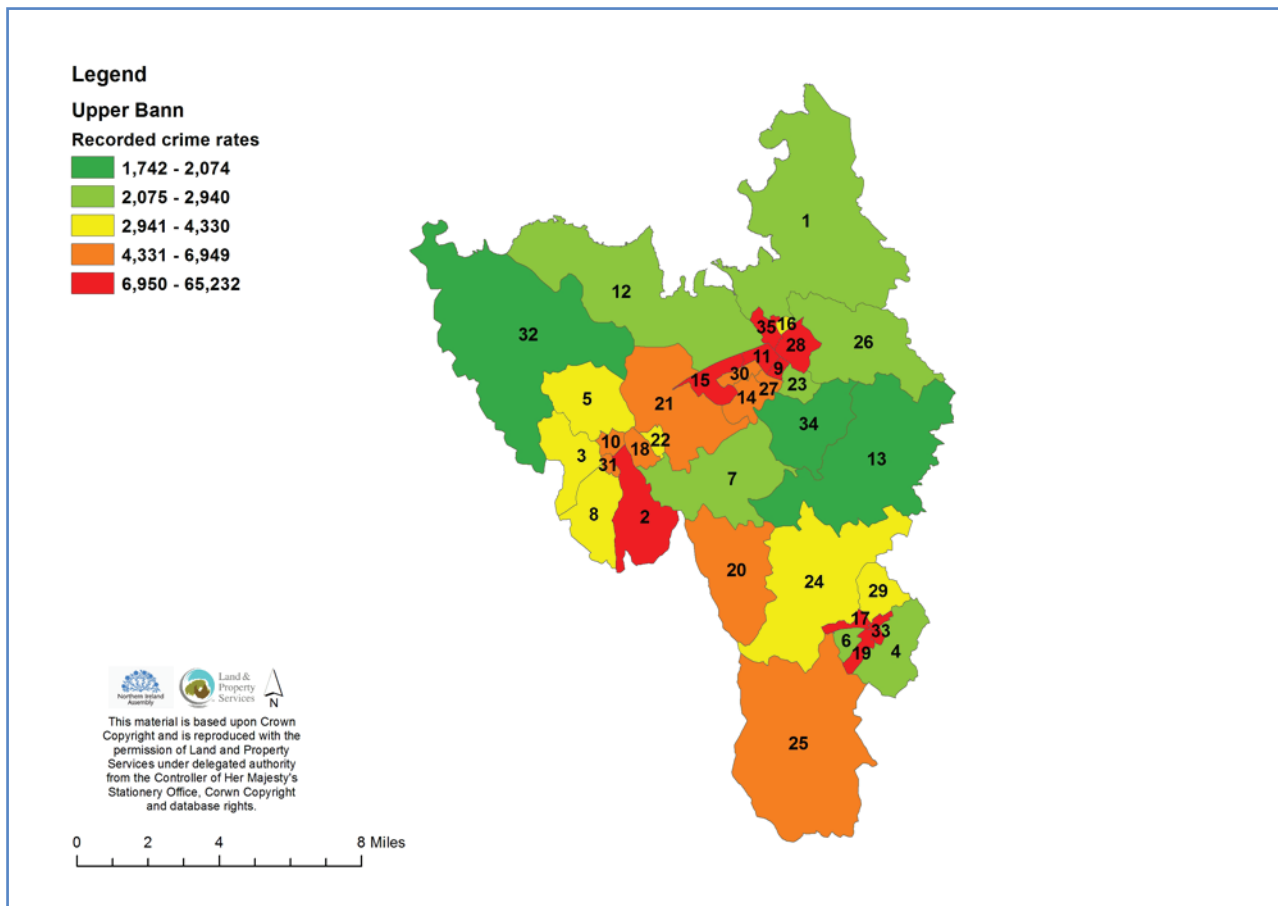 Legend
Upper Bann
Recorded crime rates
1,742 - 2,074
2,075 - 2,940
2,941 - 4,330
4,331 - 6,949
6,950 - 65,232
1
12
32
35
16
28
26
11
9
30
15
23
27
14
5
21
34
10
18
22
3
31
13
7
8
2
20
24
29
17
33
6
19
4
25
Northern Ireland
Assembly
Land &
Property
Services
N
This material is based upon Crown
Copyright and is reproduced with the
permission of Land and Property
Services under delegated authority
from the Controller of Her Majesty's
Stationery Office, Corwn Copyright
and database rights.
0 2 4 8 Miles